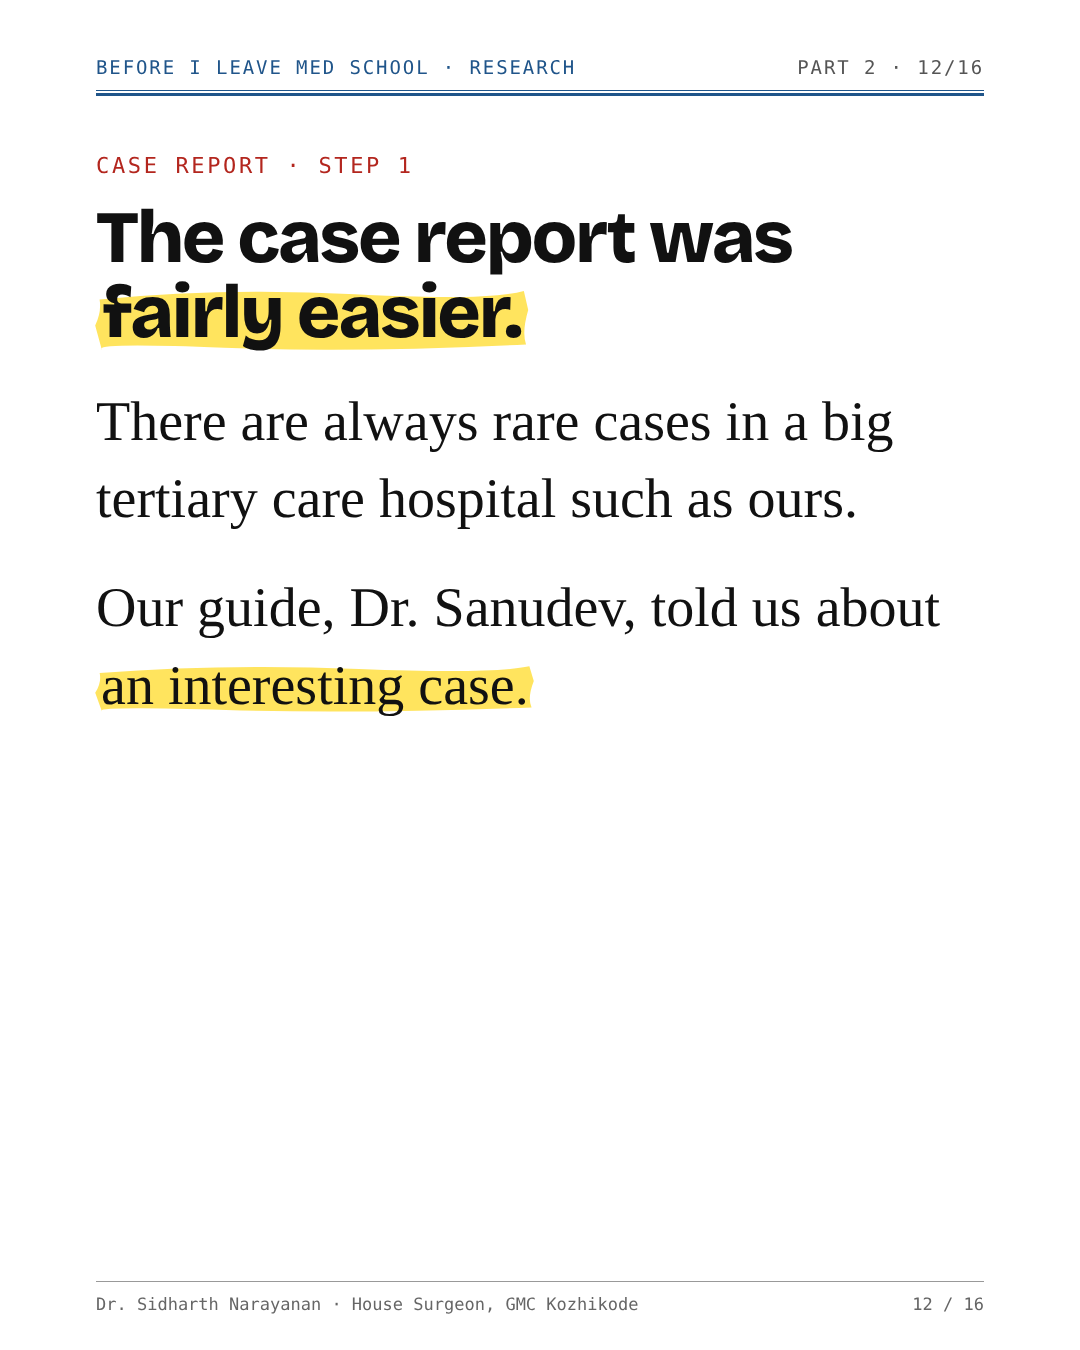 BEFORE I LEAVE MED SCHOOL · RESEARCH
PART 2 · 12/16
CASE REPORT · STEP 1
The case report was
fairly easier.
There are always rare cases in a big
tertiary care hospital such as ours.
Our guide, Dr. Sanudev, told us about
an interesting case.
Dr. Sidharth Narayanan · House Surgeon, GMC Kozhikode
12 / 16